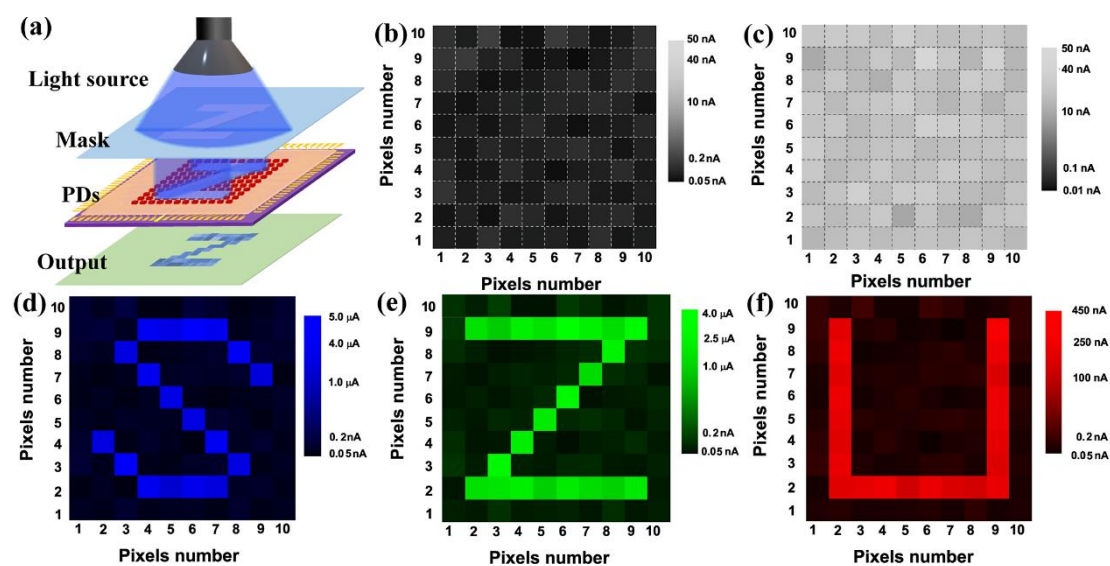 (a)
Light source
Mask
PDs
Output
(b)
Pixels number
10
9
8
7
6
5
4
3
2
1
1 2 3 4 5 6 7 8 9 10
Pixels number
50 nA
40 nA
10 nA
0.2 nA
0.05 nA
(c)
Pixels number
10
9
8
7
6
5
4
3
2
1
1 2 3 4 5 6 7 8 9 10
Pixels number
50 nA
40 nA
10 nA
0.1 nA
0.01 nA
(d)
Pixels number
10
9
8
7
6
5
4
3
2
1
1 2 3 4 5 6 7 8 9 10
Pixels number
5.0 μA
4.0 μA
1.0 μA
0.2 nA
0.05 nA
(e)
Pixels number
10
9
8
7
6
5
4
3
2
1
1 2 3 4 5 6 7 8 9 10
Pixels number
4.0 μA
2.5 μA
1.0 μA
0.2 nA
0.05 nA
(f)
Pixels number
10
9
8
7
6
5
4
3
2
1
1 2 3 4 5 6 7 8 9 10
Pixels number
450 nA
250 nA
100 nA
0.2 nA
0.05 nA